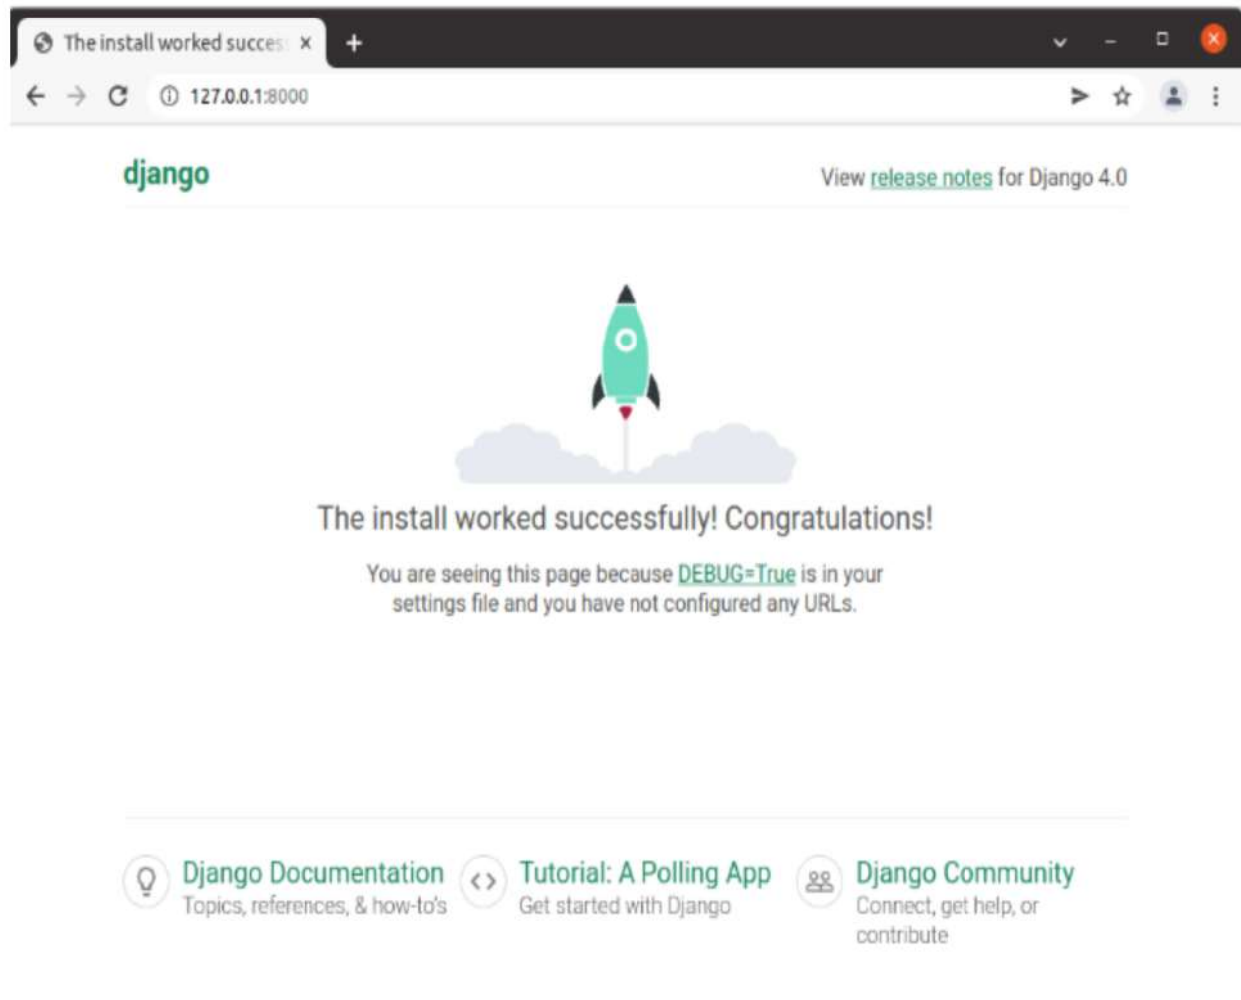 The install worked succes
127.0.0.1:8000
django
View release notes for Django 4.0
The install worked successfully! Congratulations!
You are seeing this page because DEBUG=True is in your
settings file and you have not configured any URLs.
Django Documentation
Topics, references, & how-to's
Tutorial: A Polling App
Get started with Django
Django Community
Connect, get help, or
contribute